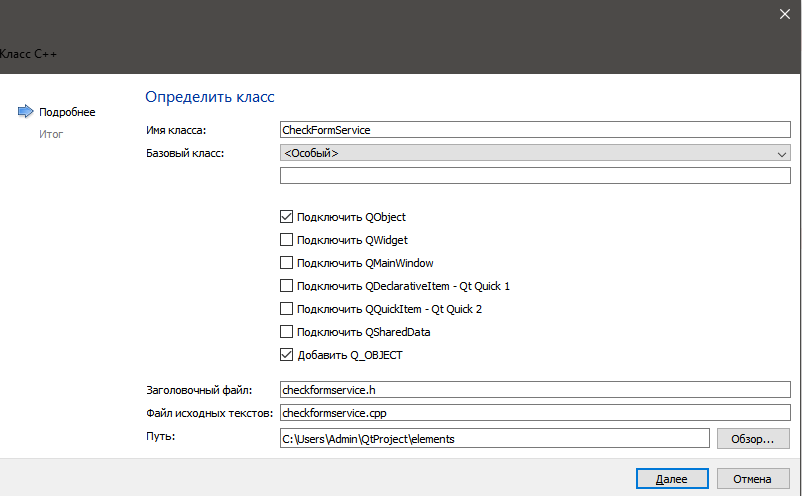 Класс C++
Подробнее
Итог
Определить класс
Имя класса: CheckFormService
Базовый класс: <Особый>
Подключить QObject
Подключить QWidget
Подключить QMainWindow
Подключить QDeclarativeItem - Qt Quick 1
Подключить QQuickItem - Qt Quick 2
Подключить QSharedData
Добавить Q_OBJECT
Заголовочный файл: checkformservice.h
Файл исходных текстов: checkformservice.cpp
Путь: C:\Users\Admin\QtProject\elements Обзор...
Далее Отмена